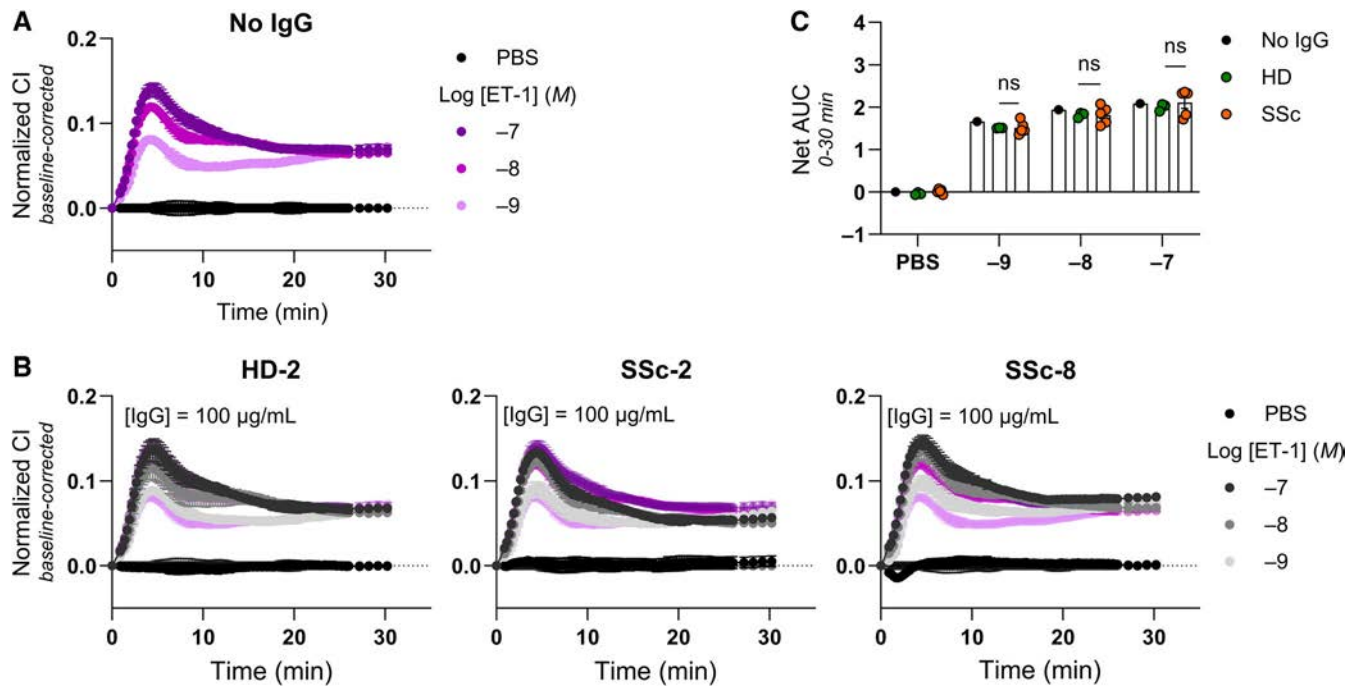 A
No IgG
Normalized CI
baseline-corrected
0.2
0.1
0.0
0 10 20 30
Time (min)
PBS
Log [ET-1] (M)
–7
–8
–9
C
Net AUC
0-30 min
4
3
2
1
0
–1
ns
ns
ns
PBS –9 –8 –7
No IgG
HD
SSc
B
HD-2
[IgG] = 100 µg/mL
Normalized CI
baseline-corrected
0.2
0.1
0.0
0 10 20 30
Time (min)
SSc-2
[IgG] = 100 µg/mL
0.2
0.1
0.0
0 10 20 30
Time (min)
SSc-8
[IgG] = 100 µg/mL
0.2
0.1
0.0
0 10 20 30
Time (min)
PBS
Log [ET-1] (M)
–7
–8
–9